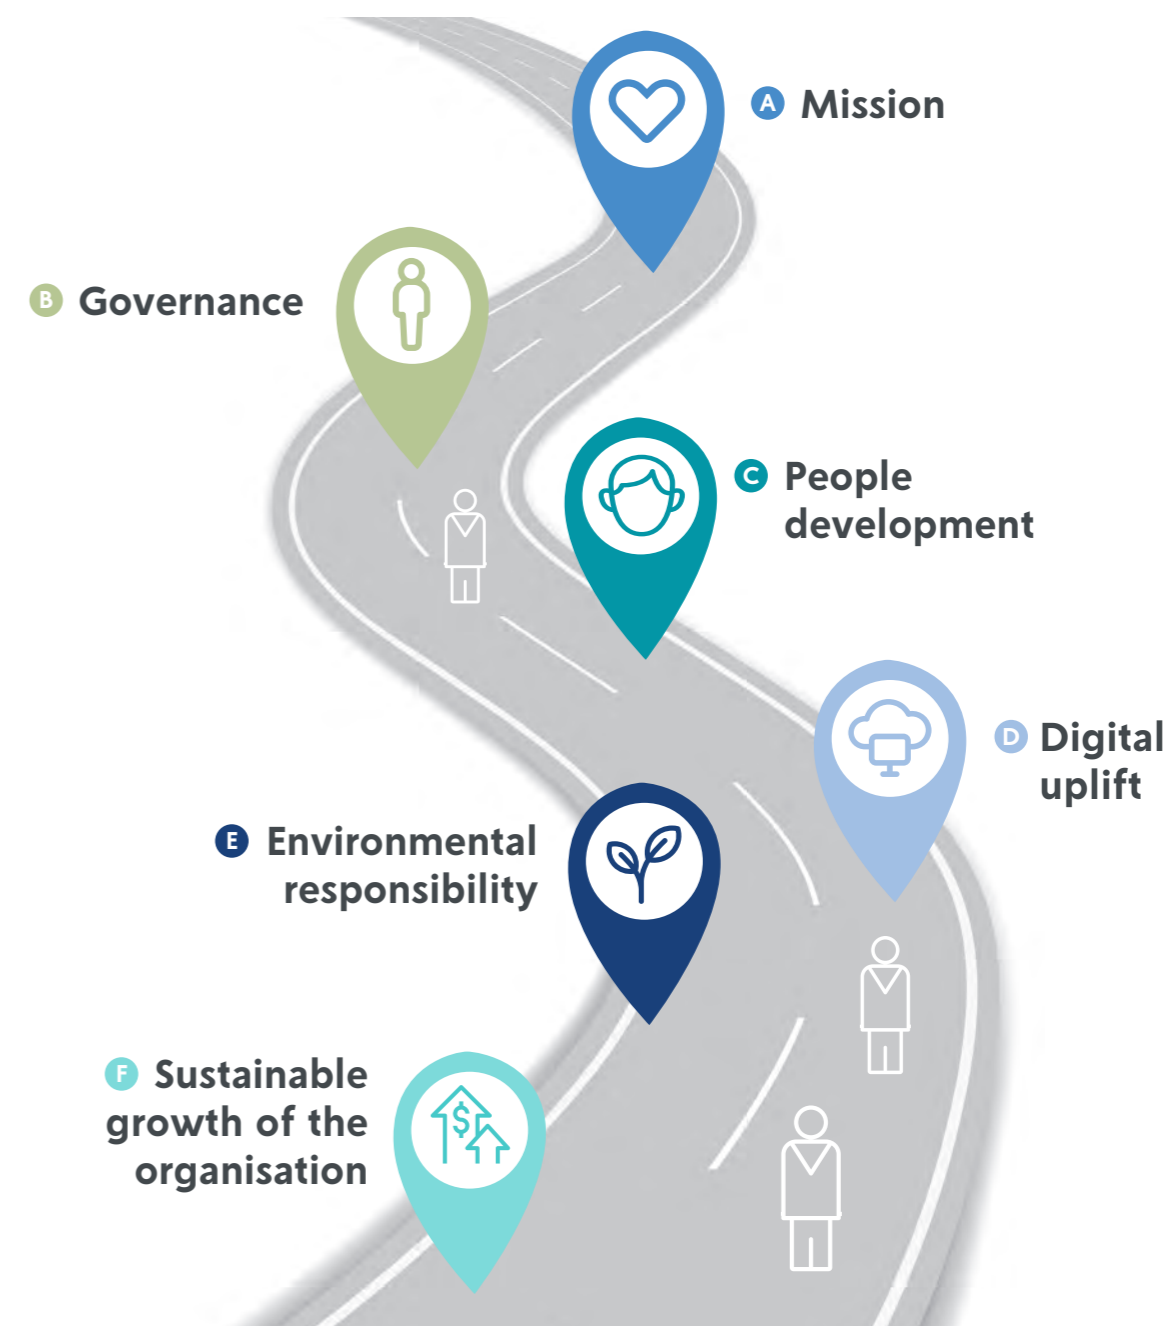 A Mission
B Governance
C People
development
D Digital
uplift
E Environmental
responsibility
F Sustainable
growth of the
organisation
$